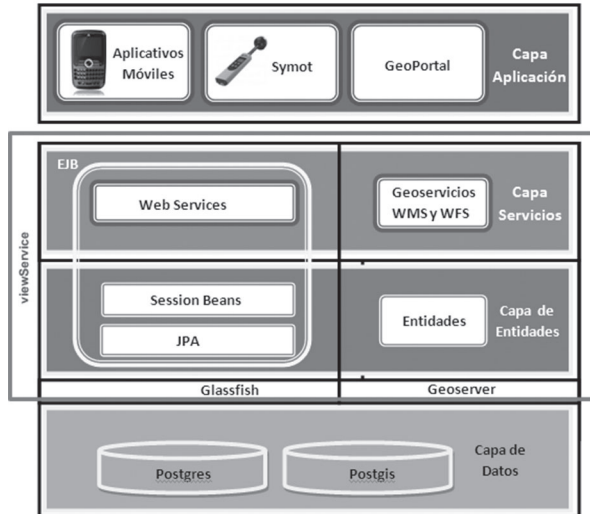 Aplicativos
Móviles
Symot
GeoPortal
Capa
Aplicación
viewService
EJB
Web Services
Geoservicios
WMS y WFS
Capa
Servicios
Session Beans
JPA
Entidades
Capa de
Entidades
Glassfish
Geoserver
Postgres
Postgis
Capa de
Datos